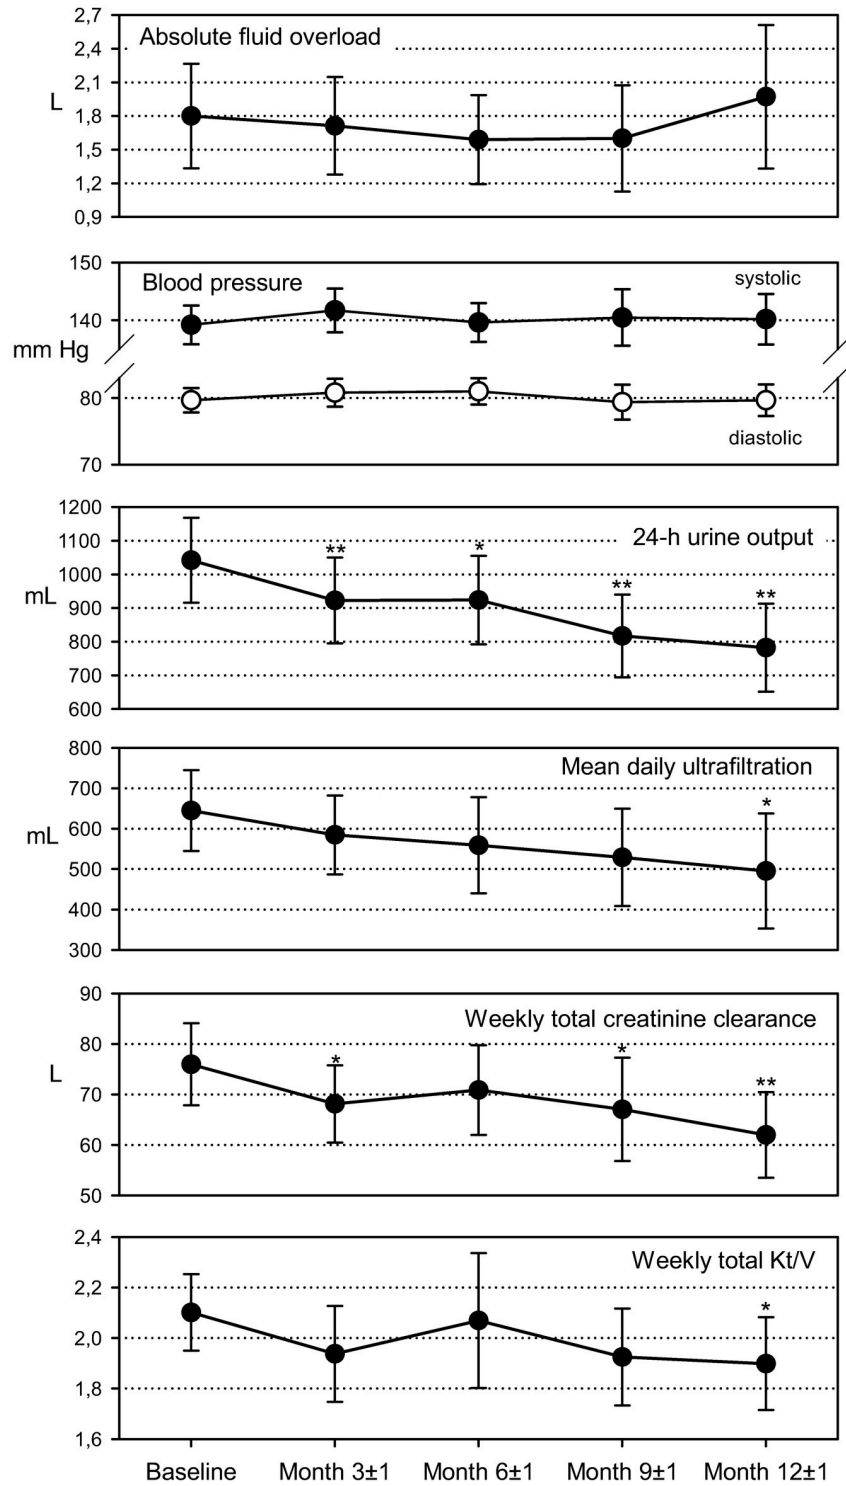 2,7
Absolute fluid overload
2,4
2,1
L
1,8
1,5
1,2
0,9
150
Blood pressure
systolic
140
mm Hg
80
diastolic
70
1200
1100
24-h urine output
** * ** **
1000
mL
900
800
700
600
800
Mean daily ultrafiltration
700
*
600
mL
500
400
300
90
Weekly total creatinine clearance
80
* * **
L
70
60
50
2,4
Weekly total Kt/V
2,2
*
2,0
1,8
1,6
Baseline Month 3±1 Month 6±1 Month 9±1 Month 12±1